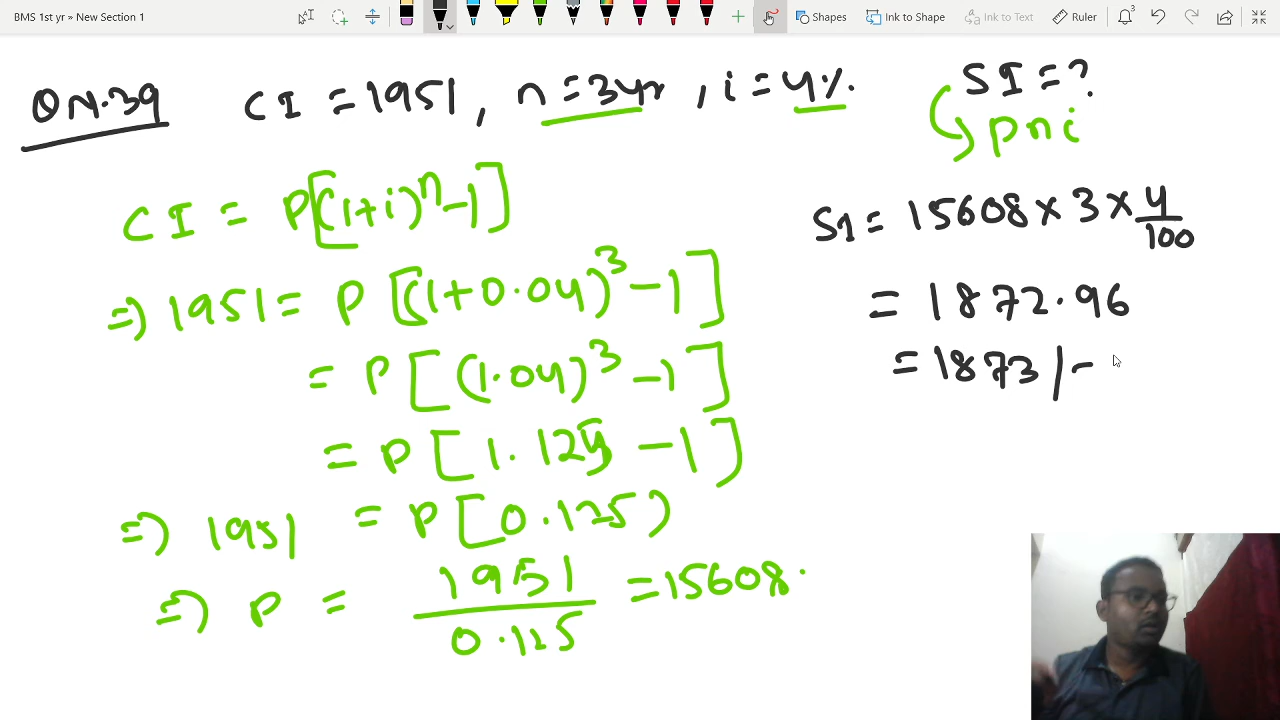 BMS 1st yr » New Section 1
Shapes Ink to Shape Ink to Text Ruler 3
QN.39 CI = 1951, n = 3yr, i = 4%. SI = ?
pni
CI = P[(1+i)^n - 1]
=> 1951 = P[(1+0.04)^3 - 1]
= P[(1.04)^3 - 1]
= P[1.125 - 1]
=> 1951 = P[0.125)
=> P = 1951/0.125 = 15608.
SI = 15608 × 3 × 4/100
= 1872.96
= 1873/-